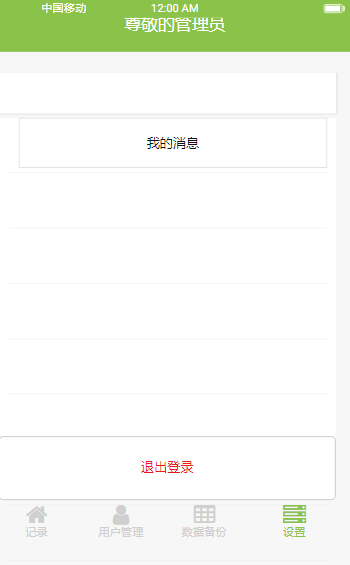 中国移动 12:00 AM
尊敬的管理员
我的消息
退出登录
记录 用户管理 数据备份 设置